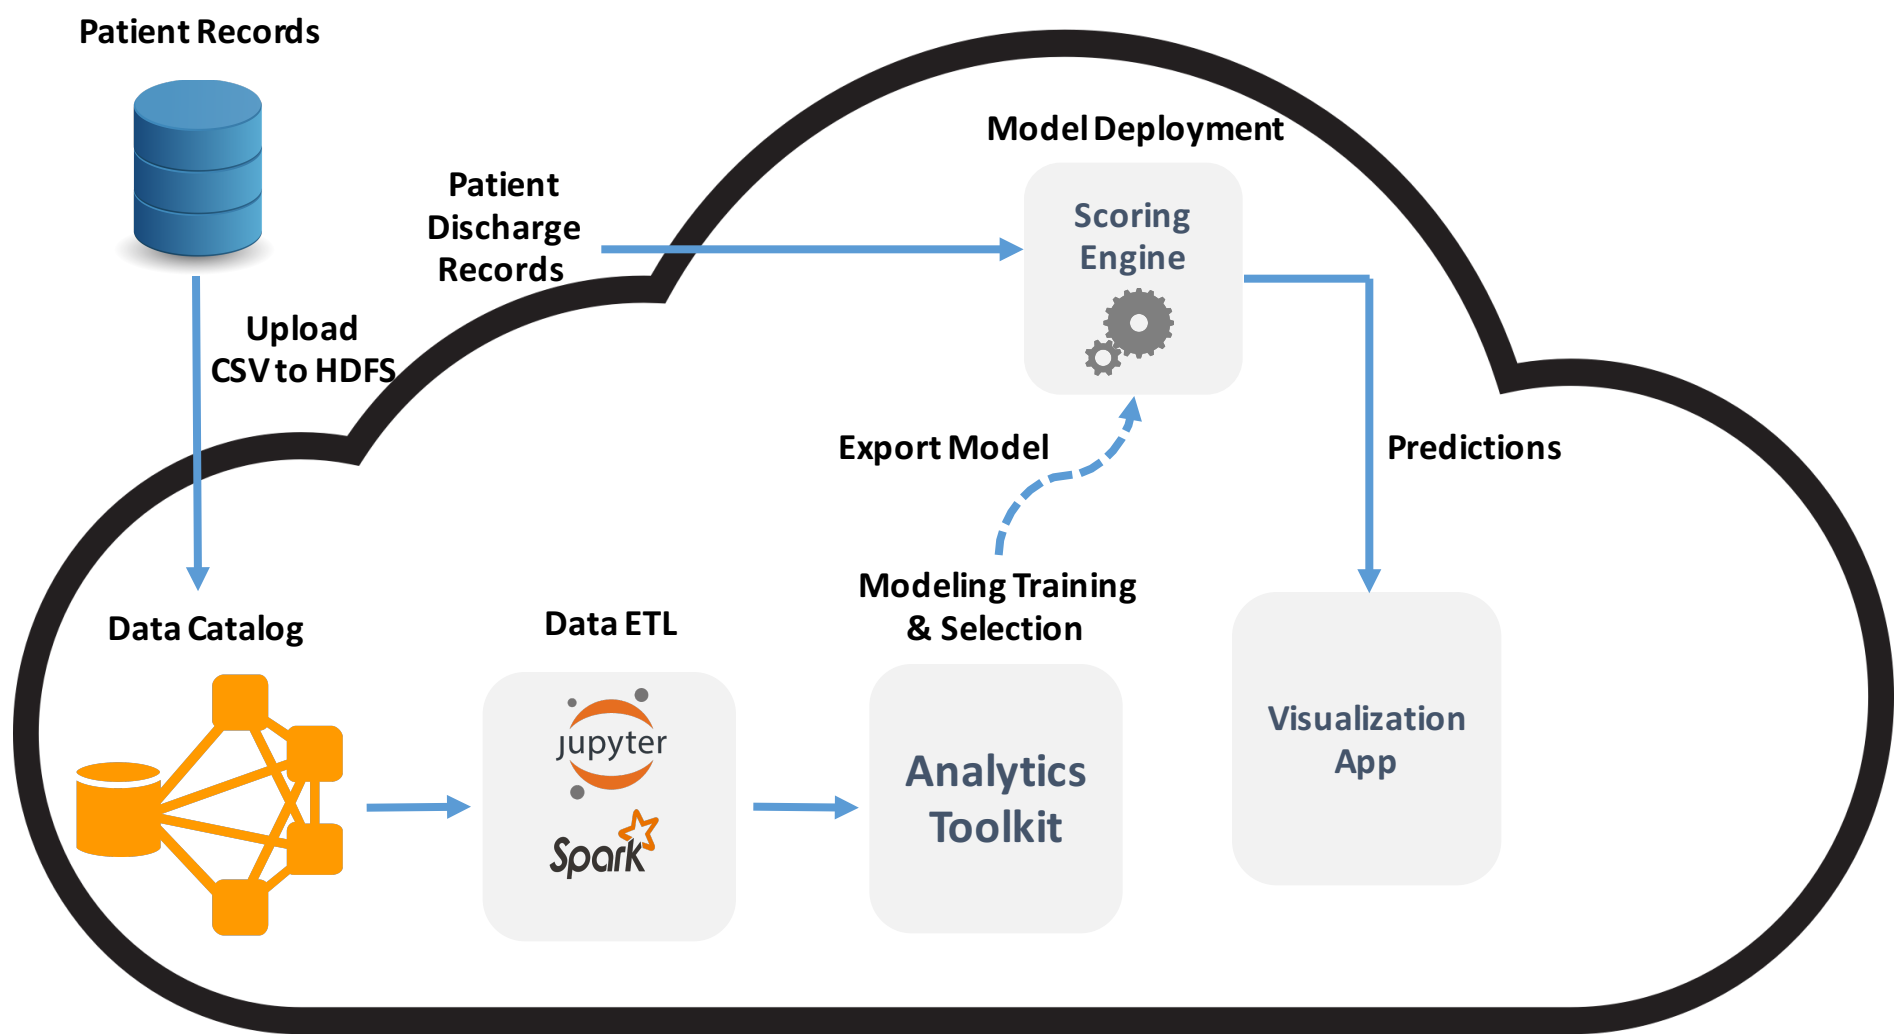 Patient Records
Model Deployment
Patient
Discharge
Records
Scoring
Engine
Upload
CSV to HDFS
Export Model
Predictions
Modeling Training
& Selection
Data Catalog
Data ETL
jupyter
Spark
Analytics
Toolkit
Visualization
App